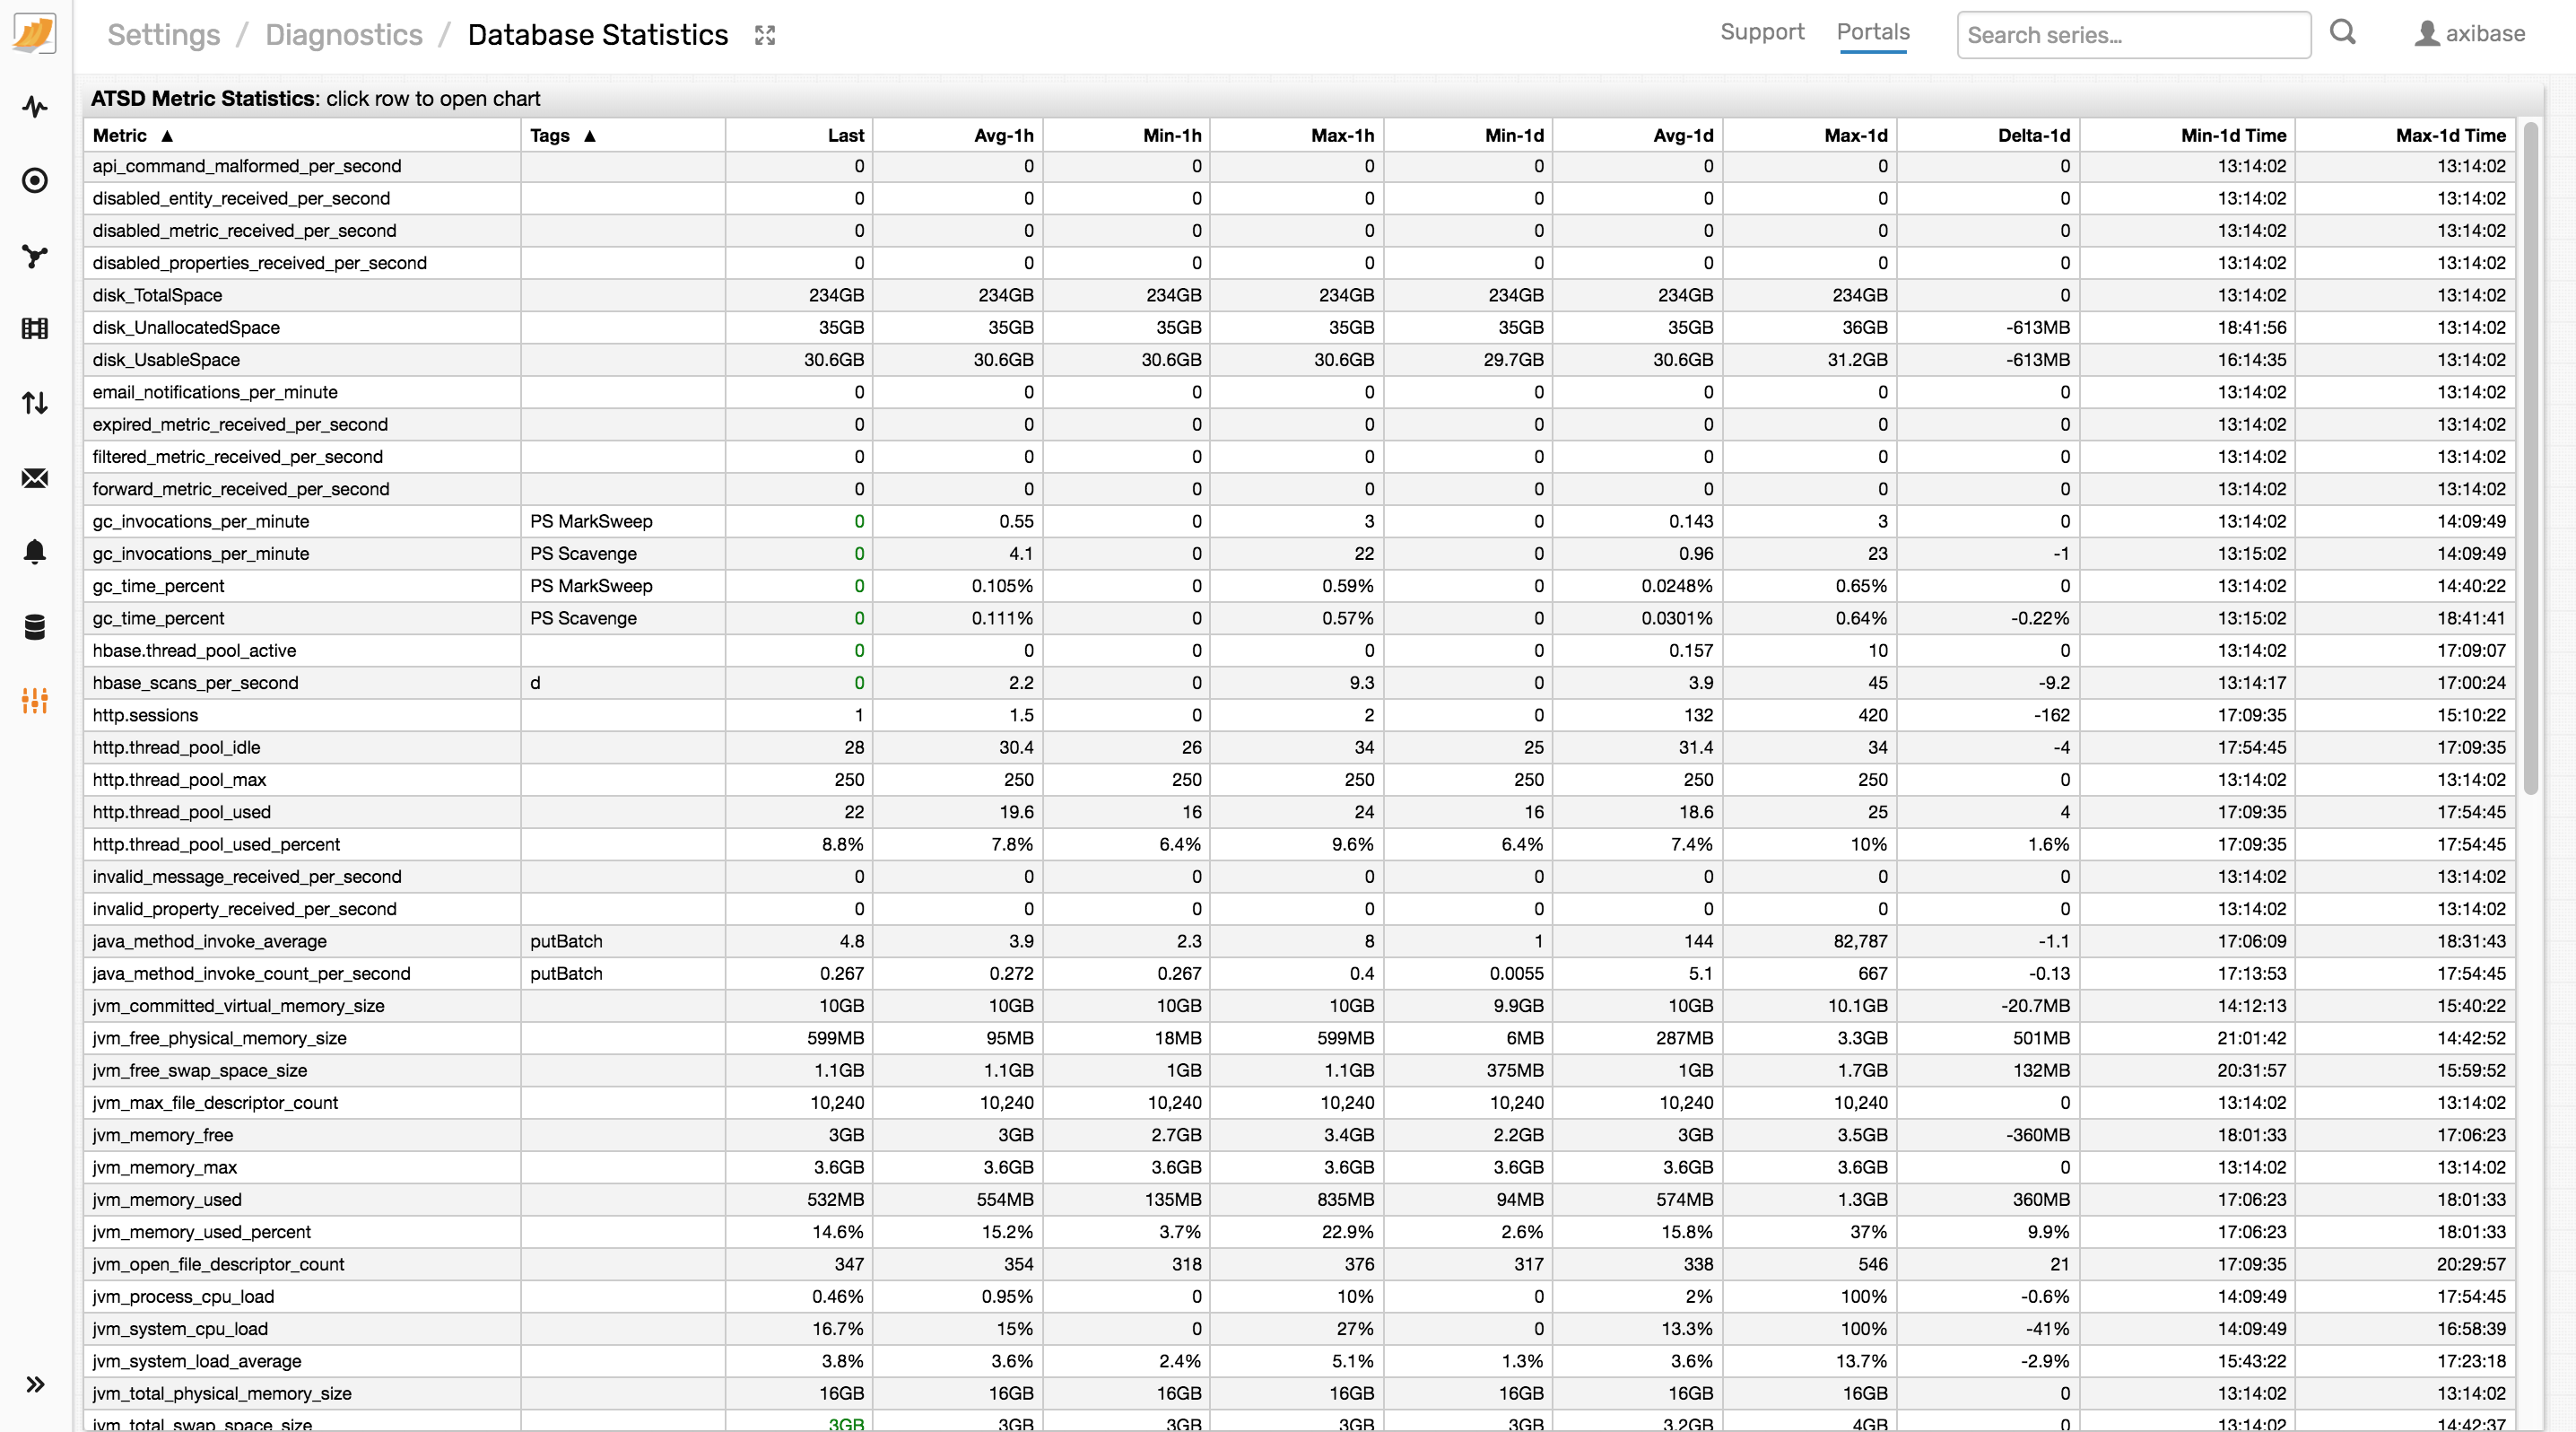 Settings / Diagnostics / Database Statistics Support Portals Search series... axibase
ATSD Metric Statistics: click row to open chart
Metric ▲ Tags ▲ Last Avg-1h Min-1h Max-1h Min-1d Avg-1d Max-1d Delta-1d Min-1d Time Max-1d Time
api_command_malformed_per_second 0 0 0 0 0 0 0 0 13:14:02 13:14:02
disabled_entity_received_per_second 0 0 0 0 0 0 0 0 13:14:02 13:14:02
disabled_metric_received_per_second 0 0 0 0 0 0 0 0 13:14:02 13:14:02
disabled_properties_received_per_second 0 0 0 0 0 0 0 0 13:14:02 13:14:02
disk_TotalSpace 234GB 234GB 234GB 234GB 234GB 234GB 234GB 0 13:14:02 13:14:02
disk_UnallocatedSpace 35GB 35GB 35GB 35GB 35GB 35GB 36GB -613MB 18:41:56 13:14:02
disk_UsableSpace 30.6GB 30.6GB 30.6GB 30.6GB 29.7GB 30.6GB 31.2GB -613MB 16:14:35 13:14:02
email_notifications_per_minute 0 0 0 0 0 0 0 0 13:14:02 13:14:02
expired_metric_received_per_second 0 0 0 0 0 0 0 0 13:14:02 13:14:02
filtered_metric_received_per_second 0 0 0 0 0 0 0 0 13:14:02 13:14:02
forward_metric_received_per_second 0 0 0 0 0 0 0 0 13:14:02 13:14:02
gc_invocations_per_minute PS MarkSweep 0 0.55 0 3 0 0.143 3 0 13:14:02 14:09:49
gc_invocations_per_minute PS Scavenge 0 4.1 0 22 0 0.96 23 -1 13:15:02 14:09:49
gc_time_percent PS MarkSweep 0 0.105% 0 0.59% 0 0.0248% 0.65% 0 13:14:02 14:40:22
gc_time_percent PS Scavenge 0 0.111% 0 0.57% 0 0.0301% 0.64% -0.22% 13:15:02 18:41:41
hbase.thread_pool_active 0 0 0 0 0 0.157 10 0 13:14:02 17:09:07
hbase_scans_per_second d 0 2.2 0 9.3 0 3.9 45 -9.2 13:14:17 17:00:24
http.sessions 1 1.5 0 2 0 132 420 -162 17:09:35 15:10:22
http.thread_pool_idle 28 30.4 26 34 25 31.4 34 -4 17:54:45 17:09:35
http.thread_pool_max 250 250 250 250 250 250 250 0 13:14:02 13:14:02
http.thread_pool_used 22 19.6 16 24 16 18.6 25 4 17:09:35 17:54:45
http.thread_pool_used_percent 8.8% 7.8% 6.4% 9.6% 6.4% 7.4% 10% 1.6% 17:09:35 17:54:45
invalid_message_received_per_second 0 0 0 0 0 0 0 0 13:14:02 13:14:02
invalid_property_received_per_second 0 0 0 0 0 0 0 0 13:14:02 13:14:02
java_method_invoke_average putBatch 4.8 3.9 2.3 8 1 144 82,787 -1.1 17:06:09 18:31:43
java_method_invoke_count_per_second putBatch 0.267 0.272 0.267 0.4 0.0055 5.1 667 -0.13 17:13:53 17:54:45
jvm_committed_virtual_memory_size 10GB 10GB 10GB 10GB 9.9GB 10GB 10.1GB -20.7MB 14:12:13 15:40:22
jvm_free_physical_memory_size 599MB 95MB 18MB 599MB 6MB 287MB 3.3GB 501MB 21:01:42 14:42:52
jvm_free_swap_space_size 1.1GB 1.1GB 1GB 1.1GB 375MB 1GB 1.7GB 132MB 20:31:57 15:59:52
jvm_max_file_descriptor_count 10,240 10,240 10,240 10,240 10,240 10,240 10,240 0 13:14:02 13:14:02
jvm_memory_free 3GB 3GB 2.7GB 3.4GB 2.2GB 3GB 3.5GB -360MB 18:01:33 17:06:23
jvm_memory_max 3.6GB 3.6GB 3.6GB 3.6GB 3.6GB 3.6GB 3.6GB 0 13:14:02 13:14:02
jvm_memory_used 532MB 554MB 135MB 835MB 94MB 574MB 1.3GB 360MB 17:06:23 18:01:33
jvm_memory_used_percent 14.6% 15.2% 3.7% 22.9% 2.6% 15.8% 37% 9.9% 17:06:23 18:01:33
jvm_open_file_descriptor_count 347 354 318 376 317 338 546 21 17:09:35 20:29:57
jvm_process_cpu_load 0.46% 0.95% 0 10% 0 2% 100% -0.6% 14:09:49 17:54:45
jvm_system_cpu_load 16.7% 15% 0 27% 0 13.3% 100% -41% 14:09:49 16:58:39
jvm_system_load_average 3.8% 3.6% 2.4% 5.1% 1.3% 3.6% 13.7% -2.9% 15:43:22 17:23:18
jvm_total_physical_memory_size 16GB 16GB 16GB 16GB 16GB 16GB 16GB 0 13:14:02 13:14:02
jvm_total_swap_space_size 3GB 3GB 3GB 3GB 3GB 3.2GB 4GB 0 13:14:02 14:42:37